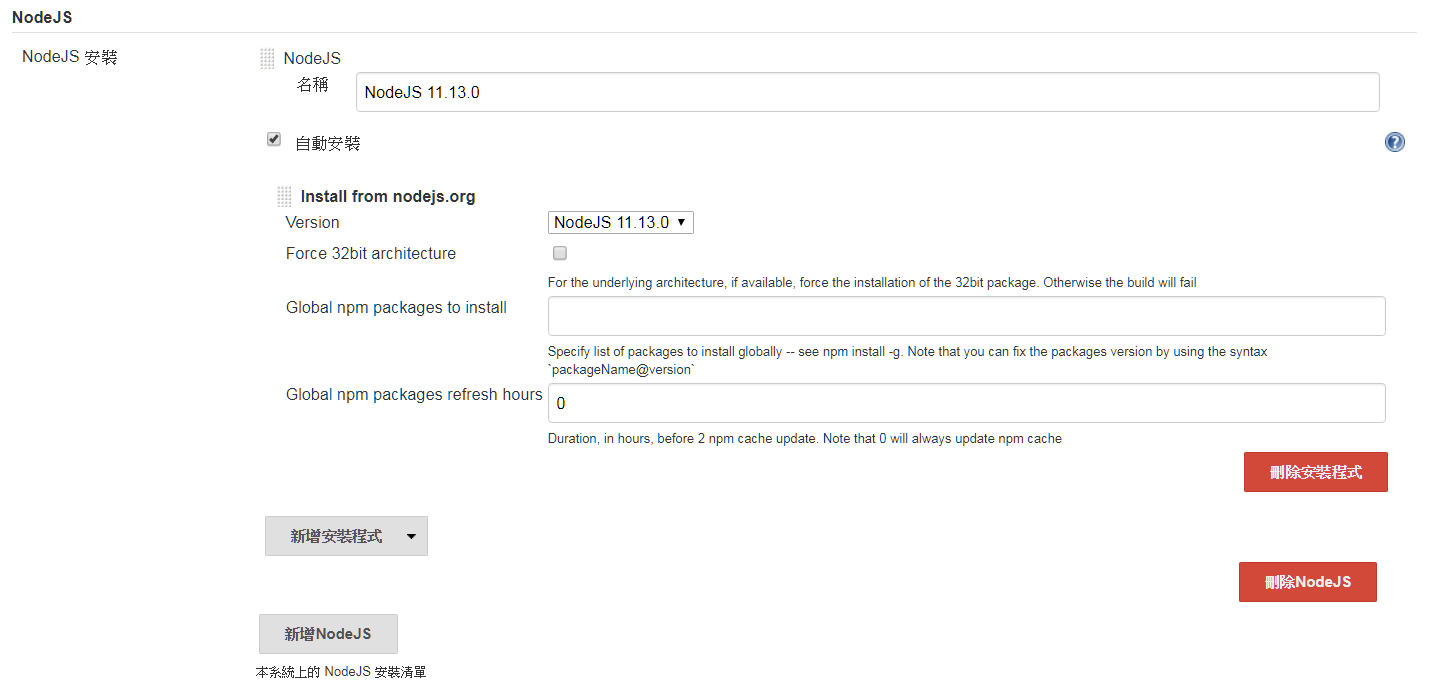 NodeJS
NodeJS 安裝
NodeJS
名稱
NodeJS 11.13.0
自動安裝
?
Install from nodejs.org
Version
NodeJS 11.13.0
Force 32bit architecture
For the underlying architecture, if available, force the installation of the 32bit package. Otherwise the build will fail
Global npm packages to install
Specify list of packages to install globally -- see npm install -g. Note that you can fix the packages version by using the syntax
`packageName@version`
Global npm packages refresh hours
0
Duration, in hours, before 2 npm cache update. Note that 0 will always update npm cache
刪除安裝程式
新增安裝程式
刪除NodeJS
新增NodeJS
本系統上的 NodeJS 安裝清單